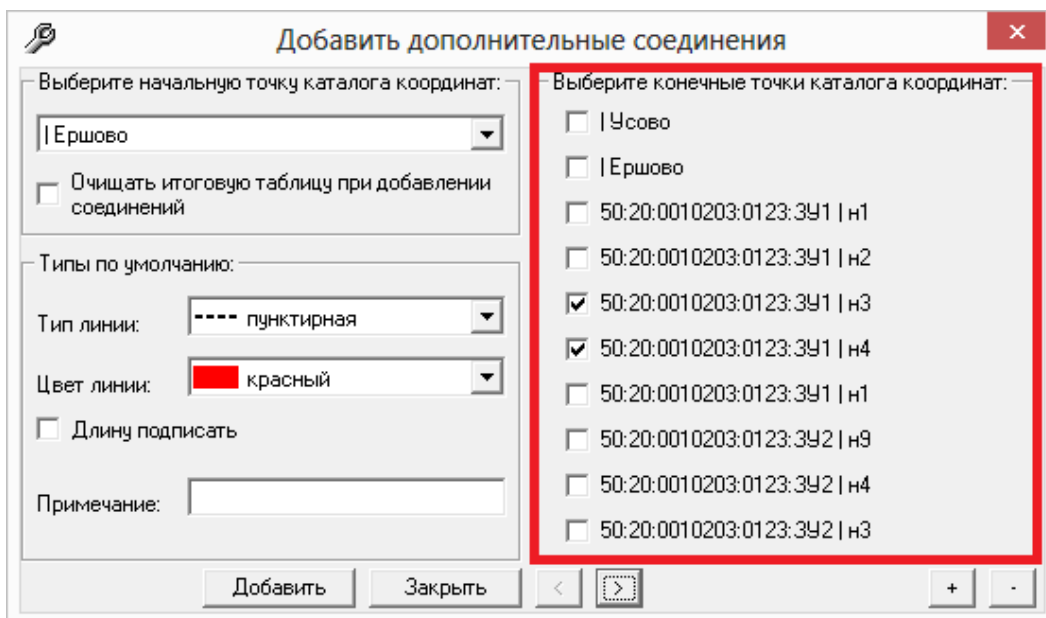 Добавить дополнительные соединения
Выберите начальную точку каталога координат:
| Ершово
Очищать итоговую таблицу при добавлении
соединений
Типы по умолчанию:
Тип линии:
пунктирная
Цвет линии:
красный
Длину подписать
Примечание:
Добавить
Закрыть
Выберите конечные точки каталога координат:
| Усово
| Ершово
50:20:0010203:0123:ЗУ1 | н1
50:20:0010203:0123:ЗУ1 | н2
50:20:0010203:0123:ЗУ1 | н3
50:20:0010203:0123:ЗУ1 | н4
50:20:0010203:0123:ЗУ1 | н1
50:20:0010203:0123:ЗУ2 | н9
50:20:0010203:0123:ЗУ2 | н4
50:20:0010203:0123:ЗУ2 | н3
< > + -